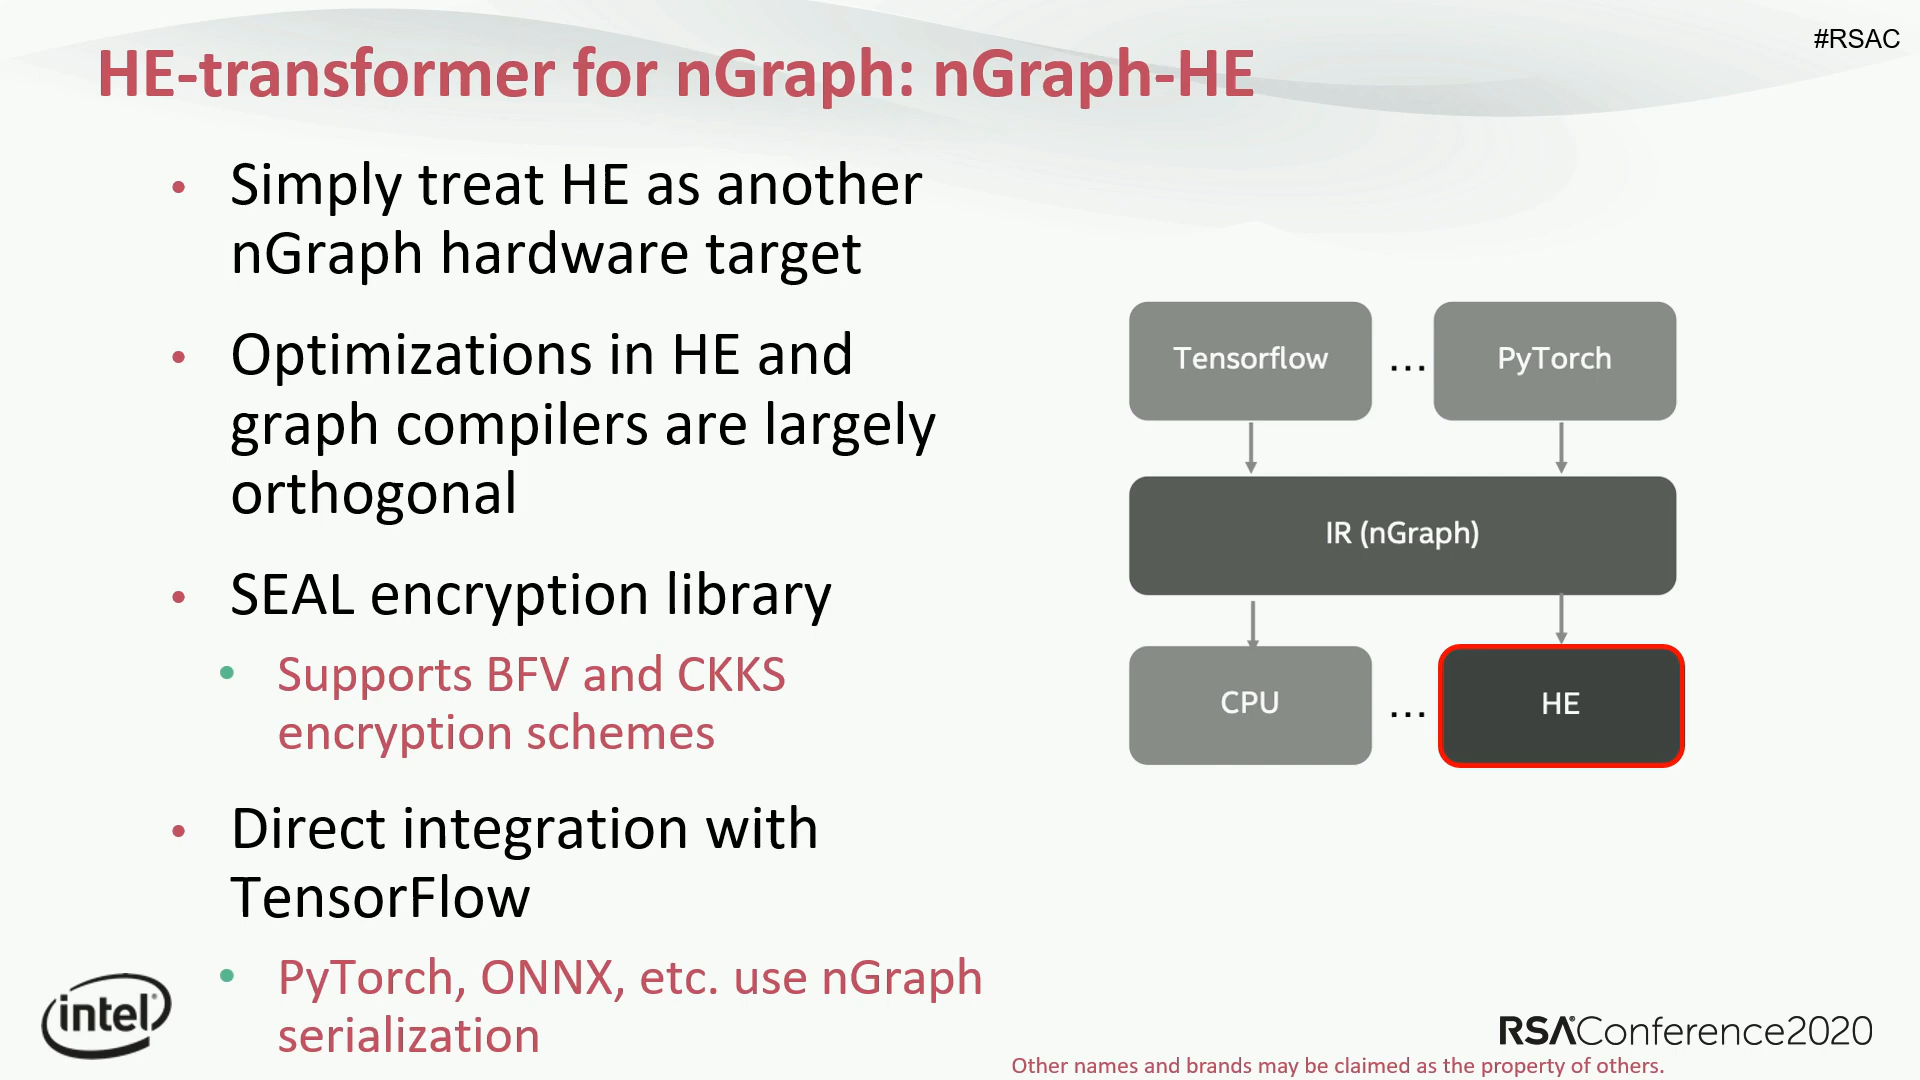 #RSAC
HE-transformer for nGraph: nGraph-HE
• Simply treat HE as another
nGraph hardware target
• Optimizations in HE and
graph compilers are largely
orthogonal
• SEAL encryption library
• Supports BFV and CKKS
encryption schemes
• Direct integration with
TensorFlow
• PyTorch, ONNX, etc. use nGraph
serialization
Tensorflow ... PyTorch
IR (nGraph)
CPU ... HE
intel®
RSA®Conference2020
Other names and brands may be claimed as the property of others.